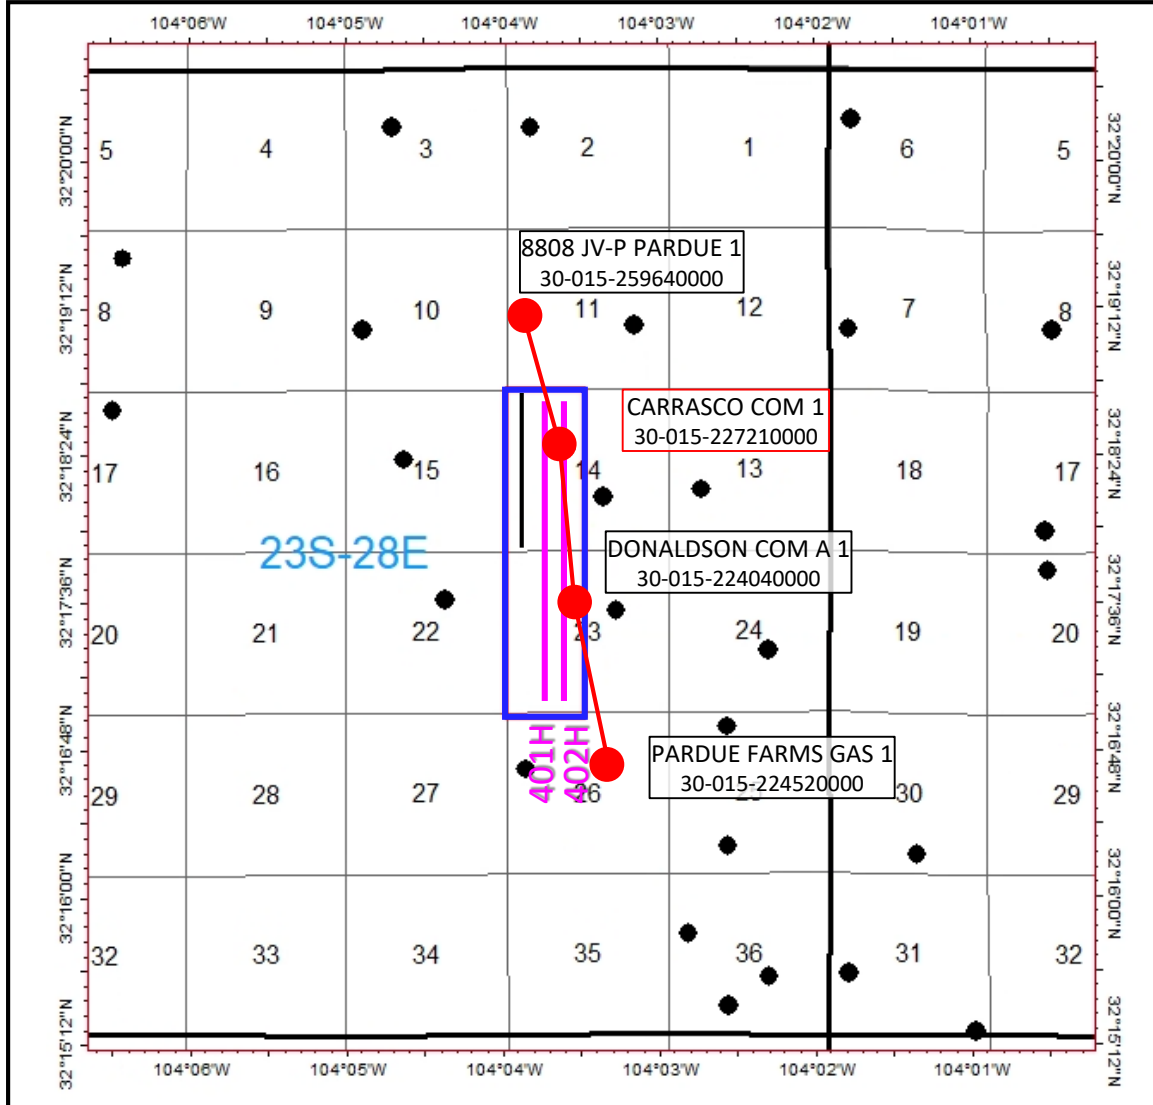 104°06'W 104°05'W 104°04'W 104°03'W 104°02'W 104°01'W
32°20'00"N 5 4 3 2 1 6 5 32°20'00"N
8808 JV-P PARDUE 1
30-015-259640000
32°19'12"N 8 9 10 11 12 7 8 32°19'12"N
CARRASCO COM 1
30-015-227210000
32°18'24"N 17 16 15 14 13 18 17 32°18'24"N
23S-28E
DONALDSON COM A 1
30-015-224040000
32°17'36"N 20 21 22 23 24 19 20 32°17'36"N
401H
402H
PARDUE FARMS GAS 1
30-015-224520000
32°16'48"N 29 28 27 26 25 30 29 32°16'48"N
32°16'00"N 32 33 34 35 36 31 32 32°16'00"N
32°15'12"N 32°15'12"N
104°06'W 104°05'W 104°04'W 104°03'W 104°02'W 104°01'W